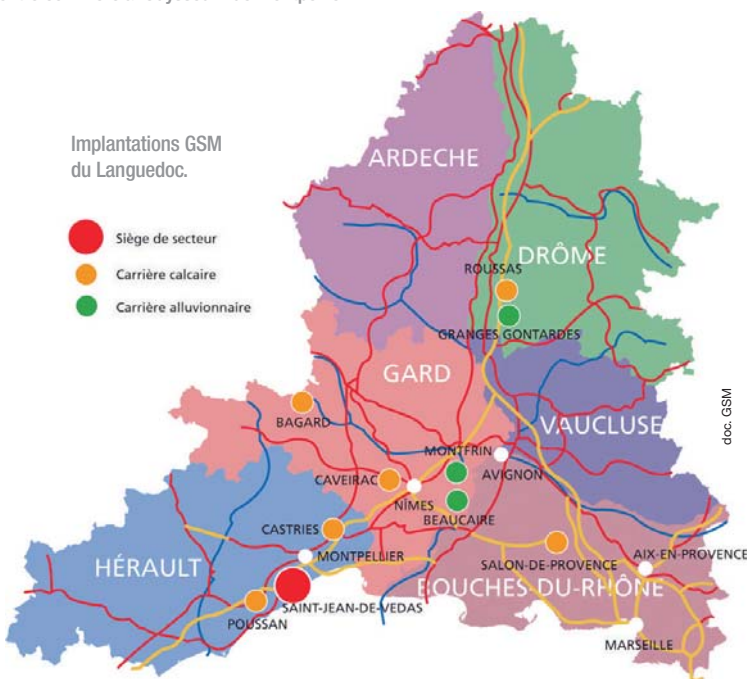 Implantations GSM
du Languedoc.
Siège de secteur
Carrière calcaire
Carrière alluvionnaire
ARDECHE
DRÔME
ROUSSAS
GRANGES GONTARDES
GARD
VAUCLUSE
doc. GSM
BAGARD
MONTFRIN
AVIGNON
CAVEIRAC
NÎMES
BEAUCAIRE
CASTRIES
MONTPELLIER
HÉRAULT
SALON-DE-PROVENCE
AIX-EN-PROVENCE
BOUCHES-DU-RHÔNE
SAINT-JEAN-DE-VEDAS
POUSSAN
MARSEILLE